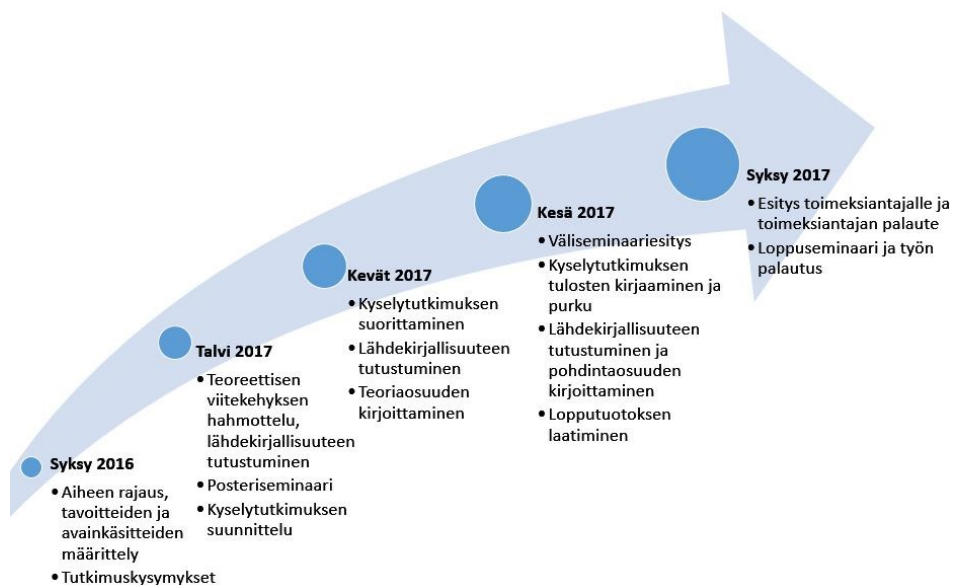 Syksy 2016
• Aiheen rajaus,
tavoitteiden ja
avainkäsitteiden
määrittely
• Tutkimuskysymykset
Talvi 2017
• Teoreettisen
viitekehyksen
hahmottelu,
lähdekirjallisuuteen
tutustuminen
• Posteriseminaari
• Kyselytutkimuksen
suunnittelu
Kevät 2017
• Kyselytutkimuksen
suorittaminen
• Lähdekirjallisuuteen
tutustuminen
• Teoriaosuuden
kirjoittaminen
Kesä 2017
• Väliseminaariesitys
• Kyselytutkimuksen
tulosten kirjaaminen ja
purku
• Lähdekirjallisuuteen
tutustuminen ja
pohdintaosuuden
kirjoittaminen
• Lopputuotoksen
laatiminen
Syksy 2017
• Esitys toimeksiantajalle ja
toimeksiantajan palaute
• Loppuseminaari ja työn
palautus